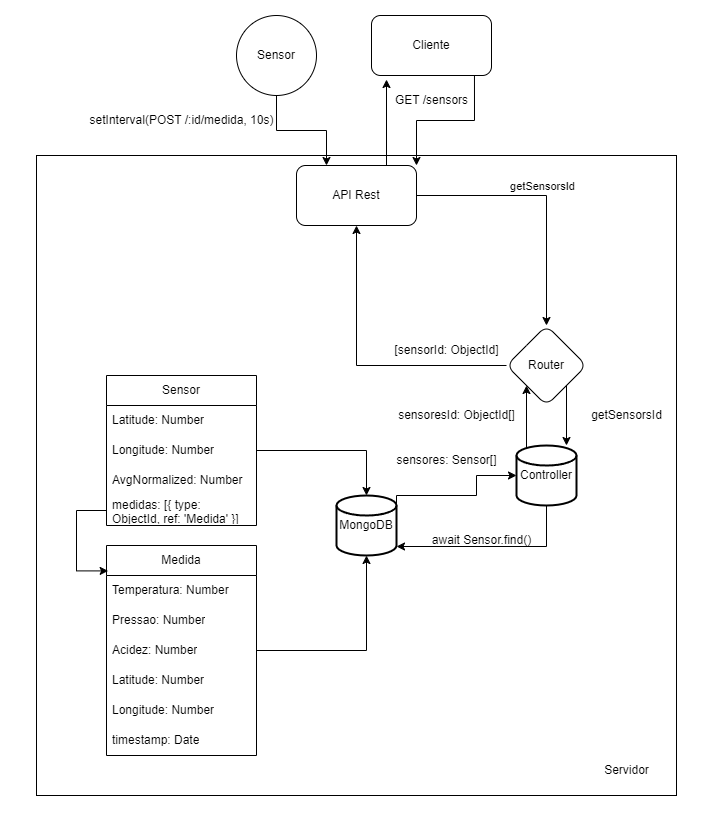 Sensor
Cliente
GET /sensors
setInterval(POST /:id/medida, 10s)
API Rest
getSensorsId
[sensorId: ObjectId]
Router
sensoresId: ObjectId[]
getSensorsId
Sensor
Latitude: Number
Longitude: Number
AvgNormalized: Number
medidas: [{ type:
ObjectId, ref: 'Medida' }]
sensores: Sensor[]
Controller
MongoDB
await Sensor.find()
Medida
Temperatura: Number
Pressao: Number
Acidez: Number
Latitude: Number
Longitude: Number
timestamp: Date
Servidor